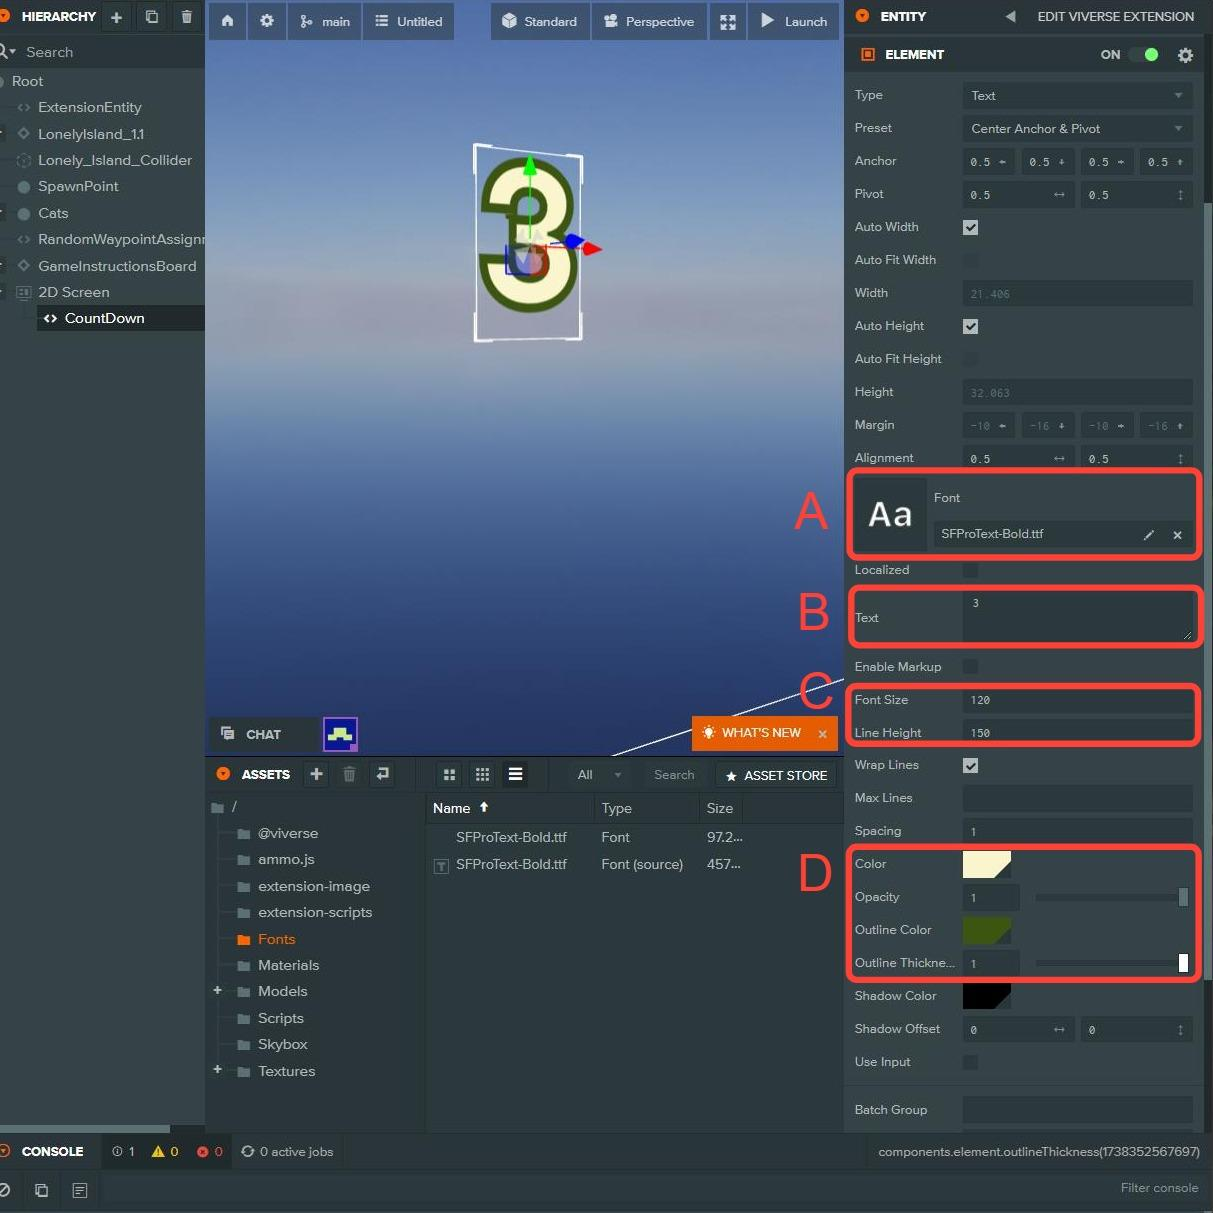 HIERARCHY
Search
Root
ExtensionEntity
LonelyIsland_1.1
Lonely_Island_Collider
SpawnPoint
Cats
RandomWaypointAssignr
GameInstructionsBoard
2D Screen
CountDown
main
Untitled
Standard
Perspective
Launch
3
CHAT
WHAT'S NEW
ENTITY
EDIT VIVERSE EXTENSION
ELEMENT
ON
Type Text
Preset Center Anchor & Pivot
Anchor 0.5 0.5 0.5 0.5
Pivot 0.5 0.5
Auto Width
Auto Fit Width
Width 21.406
Auto Height
Auto Fit Height
Height 32.063
Margin -10 -16 -10 -16
Alignment 0.5 0.5
A
Aa
Font
SFProText-Bold.ttf
Localized
B
Text 3
Enable Markup
C
Font Size 120
Line Height 150
Wrap Lines
Max Lines
Spacing 1
D
Color
Opacity 1
Outline Color
Outline Thickne... 1
Shadow Color
Shadow Offset 0 0
Use Input
Batch Group
ASSETS
All
Search
ASSET STORE
/
@viverse
ammo.js
extension-image
extension-scripts
Fonts
Materials
Models
Scripts
Skybox
Textures
Name Type Size
SFProText-Bold.ttf Font 97.2...
SFProText-Bold.ttf Font (source) 457...
CONSOLE 1 0 0 0 active jobs
components.element.outlineThickness(1738352567697)
Filter console